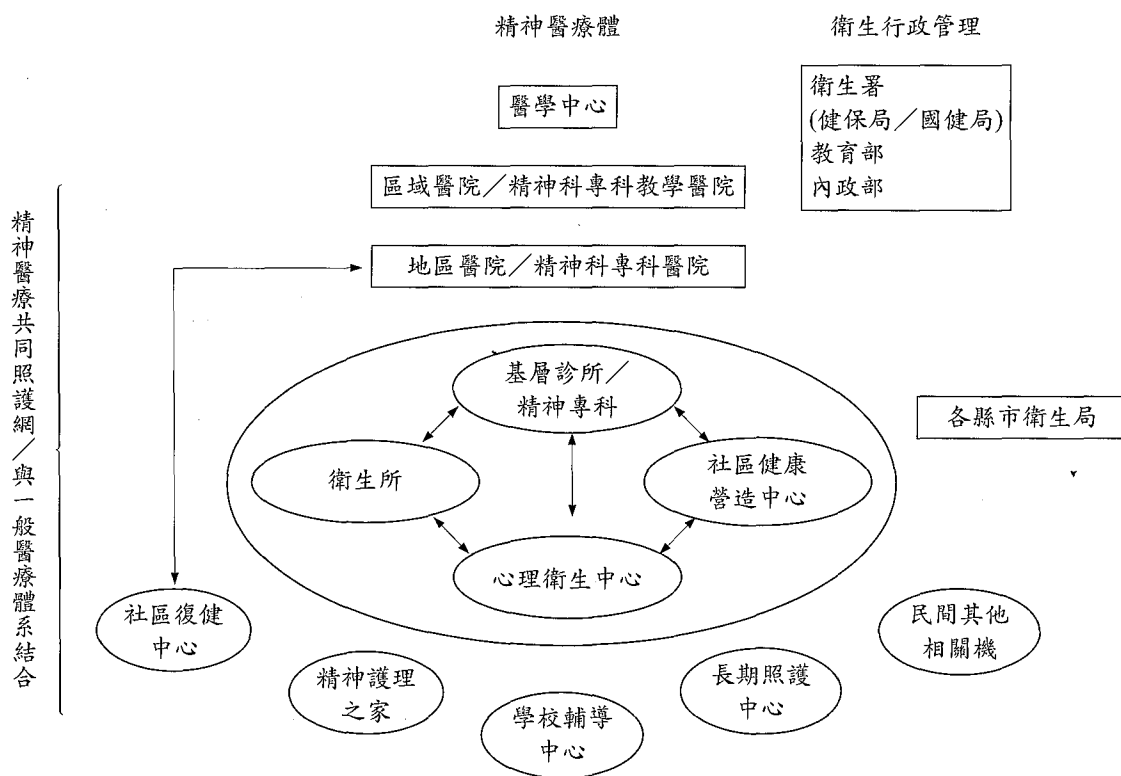 精神醫療體
衛生行政管理
醫學中心
衛生署
(健保局／國健局)
教育部
內政部
區域醫院／精神科專科教學醫院
地區醫院／精神科專科醫院
精神醫療共同照護網／與一般醫療體系結合
基層診所／
精神專科
衛生所
社區健康
營造中心
心理衛生中心
各縣市衛生局
社區復健
中心
精神護理
之家
學校輔導
中心
長期照護
中心
民間其他
相關機